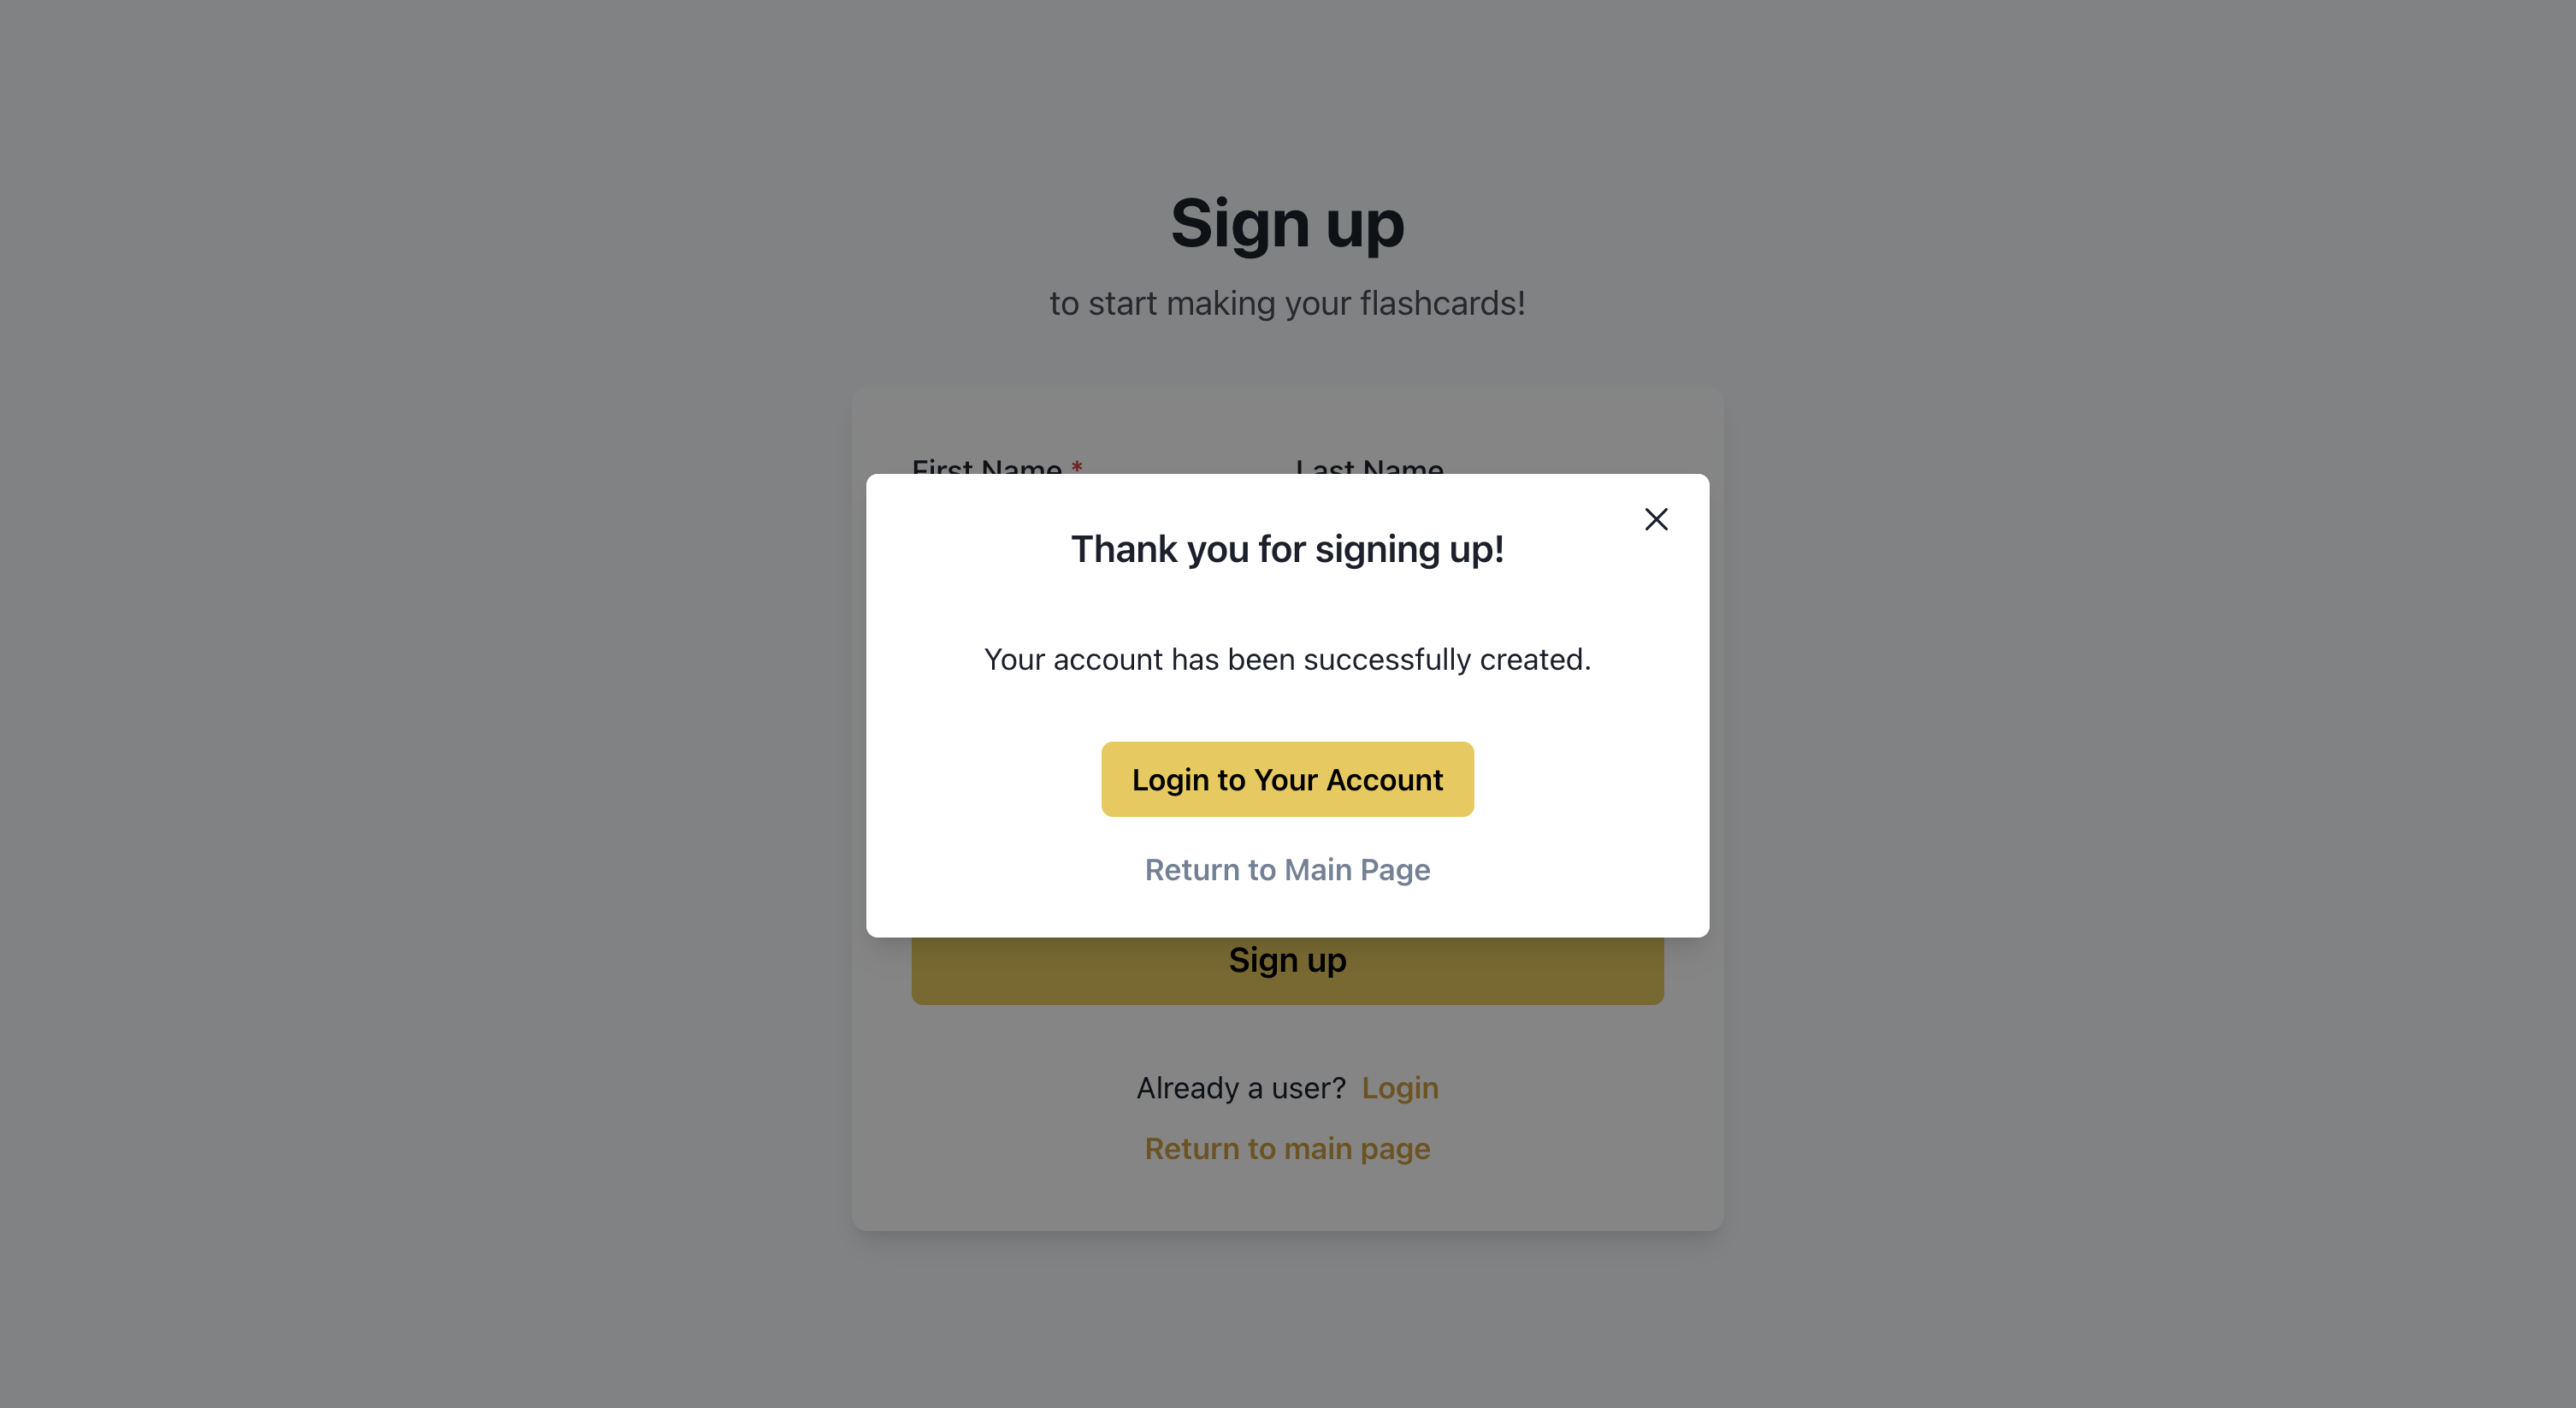 Sign up
to start making your flashcards!
First Name * Last Name
Thank you for signing up!
Your account has been successfully created.
Login to Your Account
Return to Main Page
Sign up
Already a user? Login
Return to main page